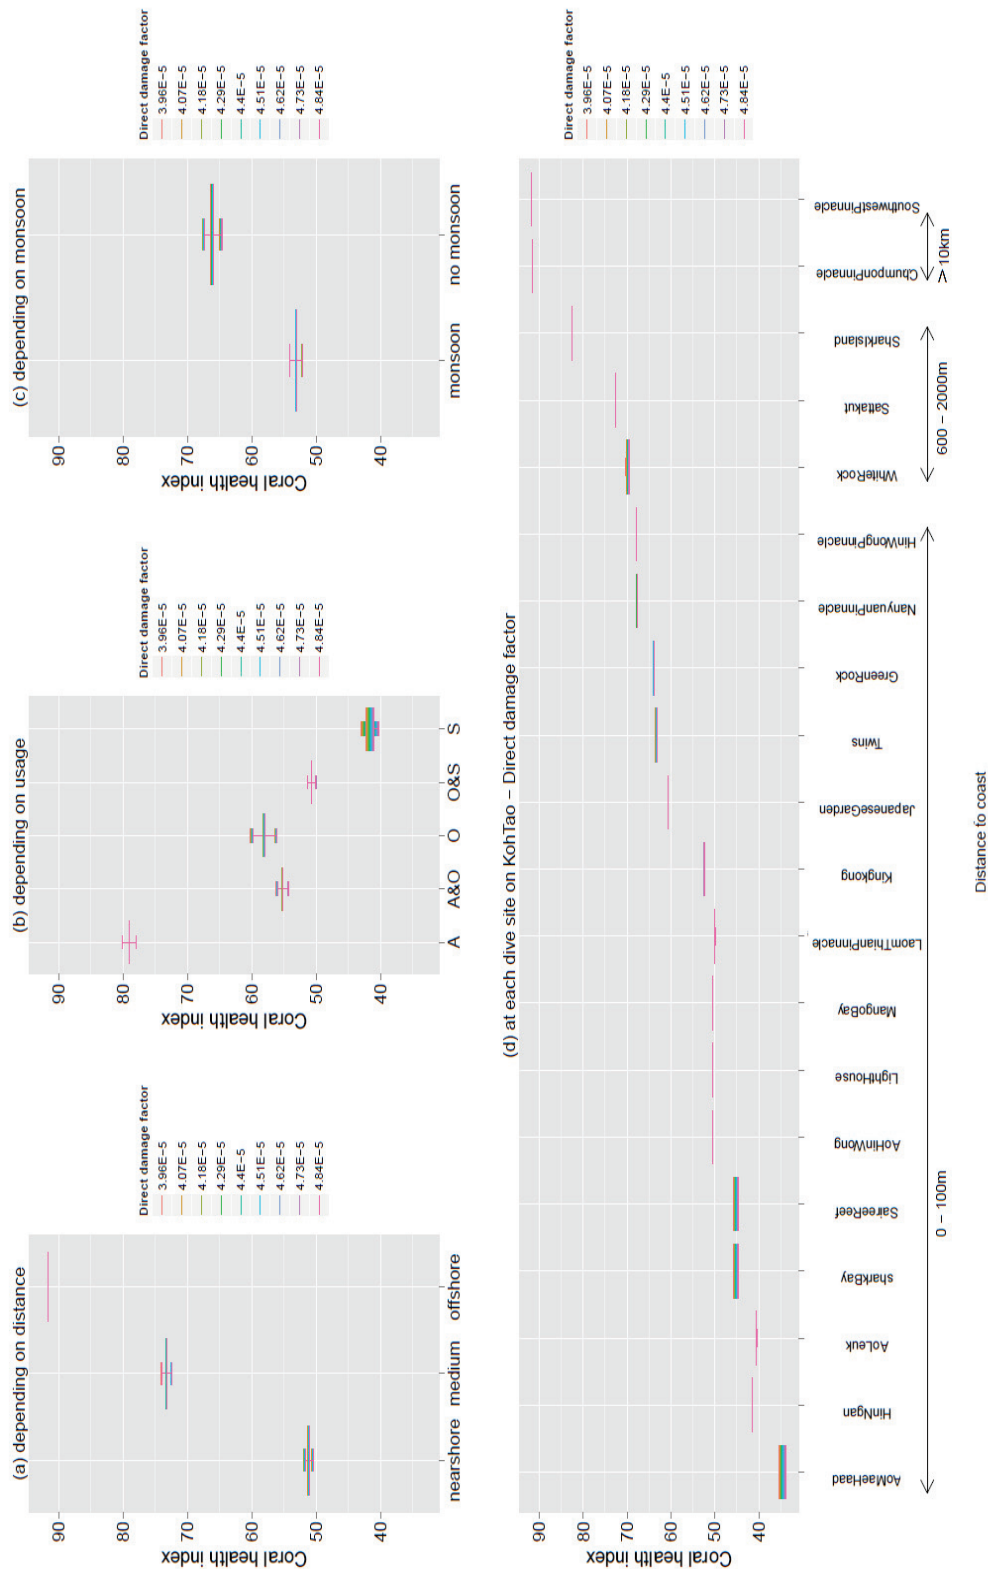 (a) depending on distance
Coral health index
90
80
70
60
50
40
nearshore medium offshore
Direct damage factor
3.96E−5
4.07E−5
4.18E−5
4.29E−5
4.4E−5
4.51E−5
4.62E−5
4.73E−5
4.84E−5
(b) depending on usage
Coral health index
90
80
70
60
50
40
A A&O O O&S S
Direct damage factor
3.96E−5
4.07E−5
4.18E−5
4.29E−5
4.4E−5
4.51E−5
4.62E−5
4.73E−5
4.84E−5
(c) depending on monsoon
Coral health index
90
80
70
60
50
40
monsoon no monsoon
Direct damage factor
3.96E−5
4.07E−5
4.18E−5
4.29E−5
4.4E−5
4.51E−5
4.62E−5
4.73E−5
4.84E−5
(d) at each dive site on KohTao − Direct damage factor
Coral health index
90
80
70
60
50
40
AoMaeHaad
HinNgan
AoLeuk
sharkBay
SaireeReef
AoHinWong
LightHouse
MangoBay
LaomThianPinnacle
Kingkong
JapaneseGarden
Twins
GreenRock
NanyuanPinnacle
HinWongPinnacle
WhiteRock
Sattakut
SharkIsland
ChumponPinnacle
SouthwestPinnacle
0 − 100m
600 − 2000m
> 10km
Distance to coast
Direct damage factor
3.96E−5
4.07E−5
4.18E−5
4.29E−5
4.4E−5
4.51E−5
4.62E−5
4.73E−5
4.84E−5